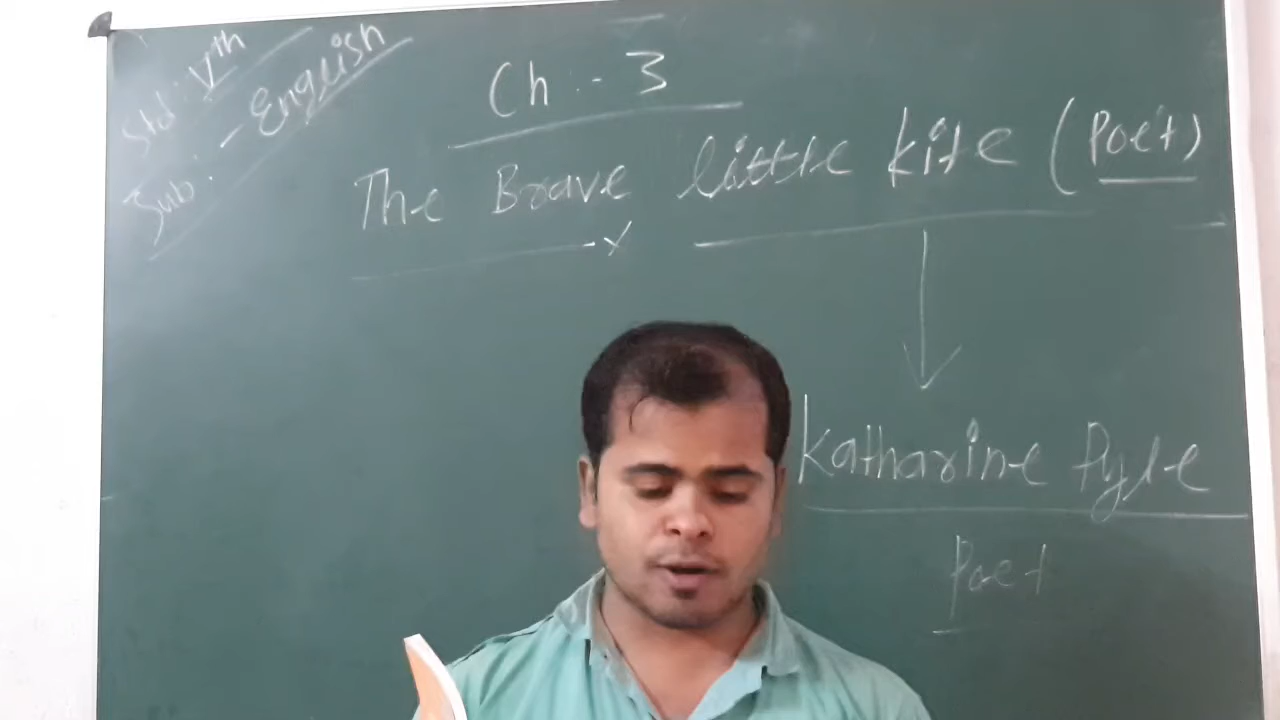 Std: Vth
Sub: - English
Ch :- 3
The Brave little kite (Poet)
Katharine Pyle
Poet